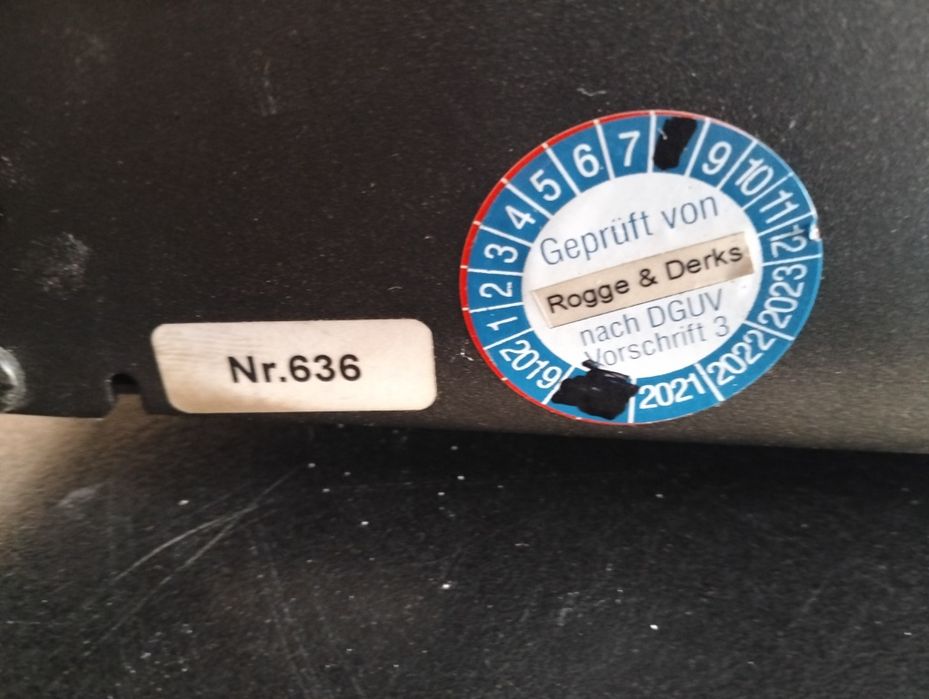 Nr.636
1 2 3 4 5 6 7 9 10 11 12
2019 2021 2022 2023
Geprüft von
Rogge & Derks
nach DGUV
Vorschrift 3